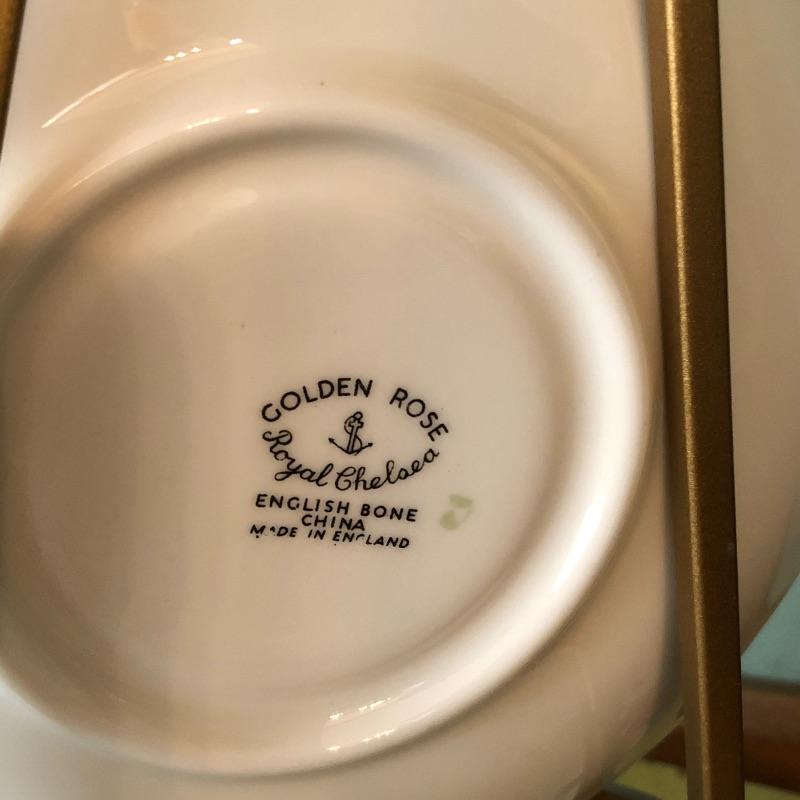 GOLDEN ROSE
Royal Chelsea
ENGLISH BONE
CHINA
MADE IN ENGLAND